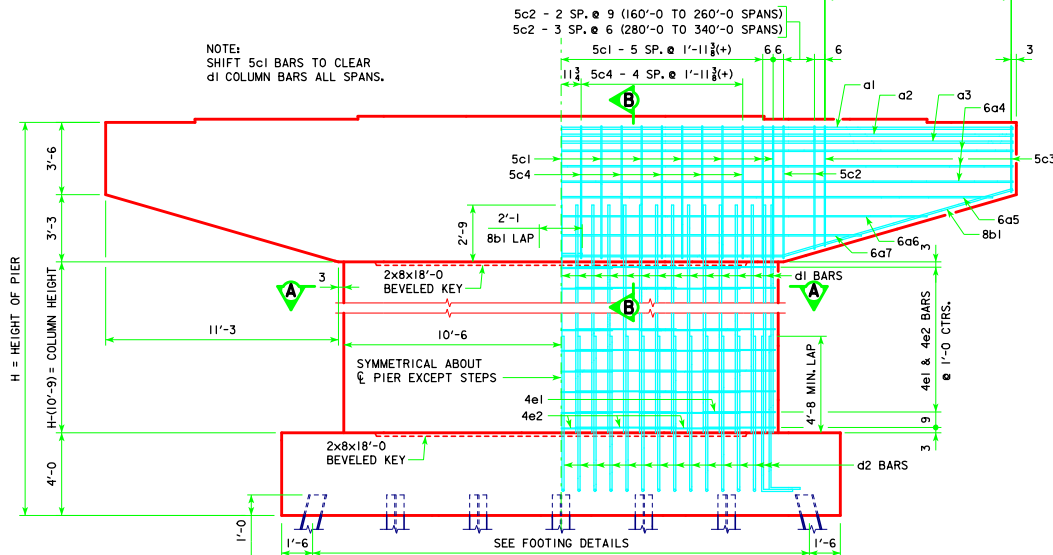 5c2 - 2 SP. @ 9 (160'-0 TO 260'-0 SPANS)
5c2 - 3 SP. @ 6 (280'-0 TO 340'-0 SPANS)
NOTE:
SHIFT 5c1 BARS TO CLEAR
d1 COLUMN BARS ALL SPANS.
5c1 - 5 SP. @ 1'-11 3/8(+)
6 6
6
3
11 3/4
5c4 - 4 SP. @ 1'-11 3/8(+)
B
a1
a2
a3
6a4
3'-6
5c1
5c3
5c4
5c2
3'-3
2'-9
2'-1
8b1 LAP
6a5
8b1
6a6
6a7
3
3
2x8x18'-0
BEVELED KEY
d1 BARS
A
B
A
11'-3
10'-6
H = HEIGHT OF PIER
H-(10'-9) = COLUMN HEIGHT
SYMMETRICAL ABOUT
℄ PIER EXCEPT STEPS
4'-8 MIN. LAP
4e1 & 4e2 BARS
@ 1'-0 CTRS.
4e1
4e2
9
3
2x8x18'-0
BEVELED KEY
4'-0
d2 BARS
1'-0
1'-6
SEE FOOTING DETAILS
1'-6